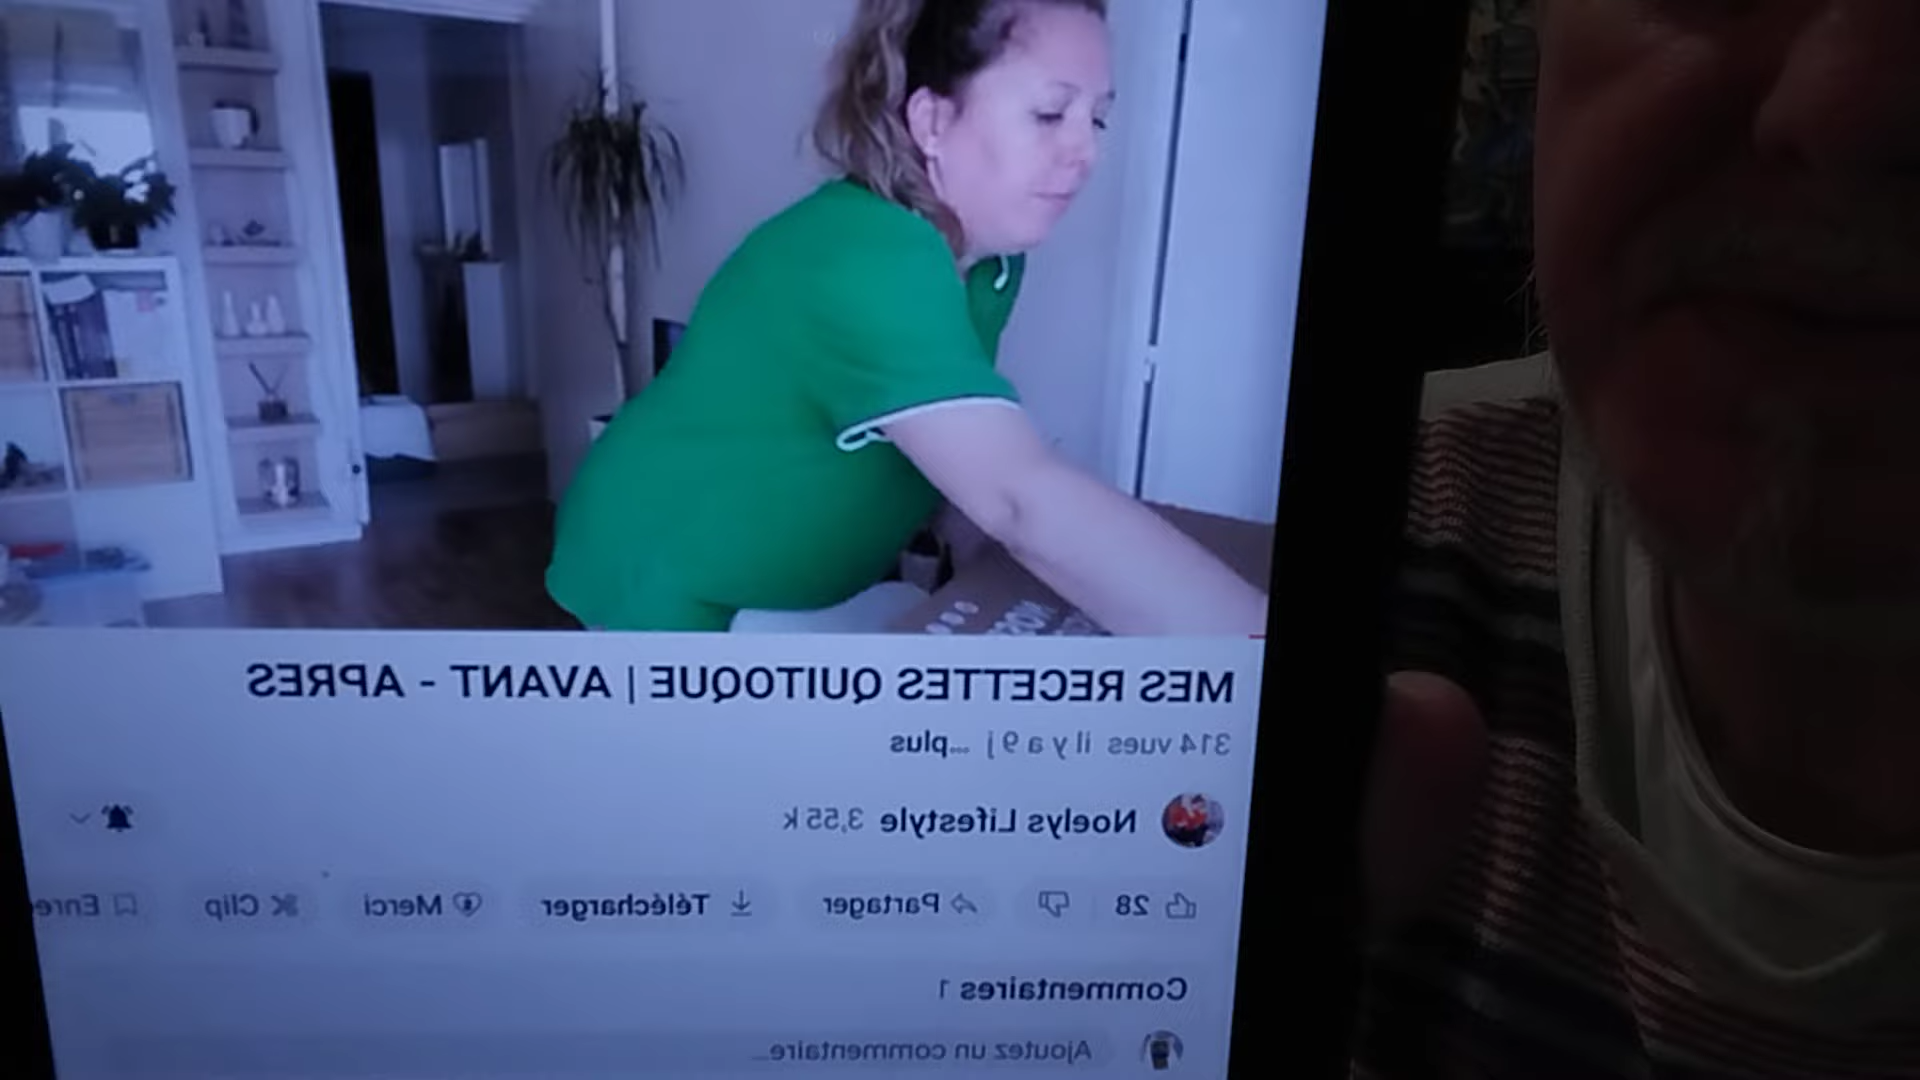 MES RECETTES QUITOQUE | AVANT - APRES
314 vues il y a 9 j ...plus
Noelys Lifestyle 3,55 k
28 Partager Télécharger Merci Clip Enre
Commentaires 1
Ajoutez un commentaire...